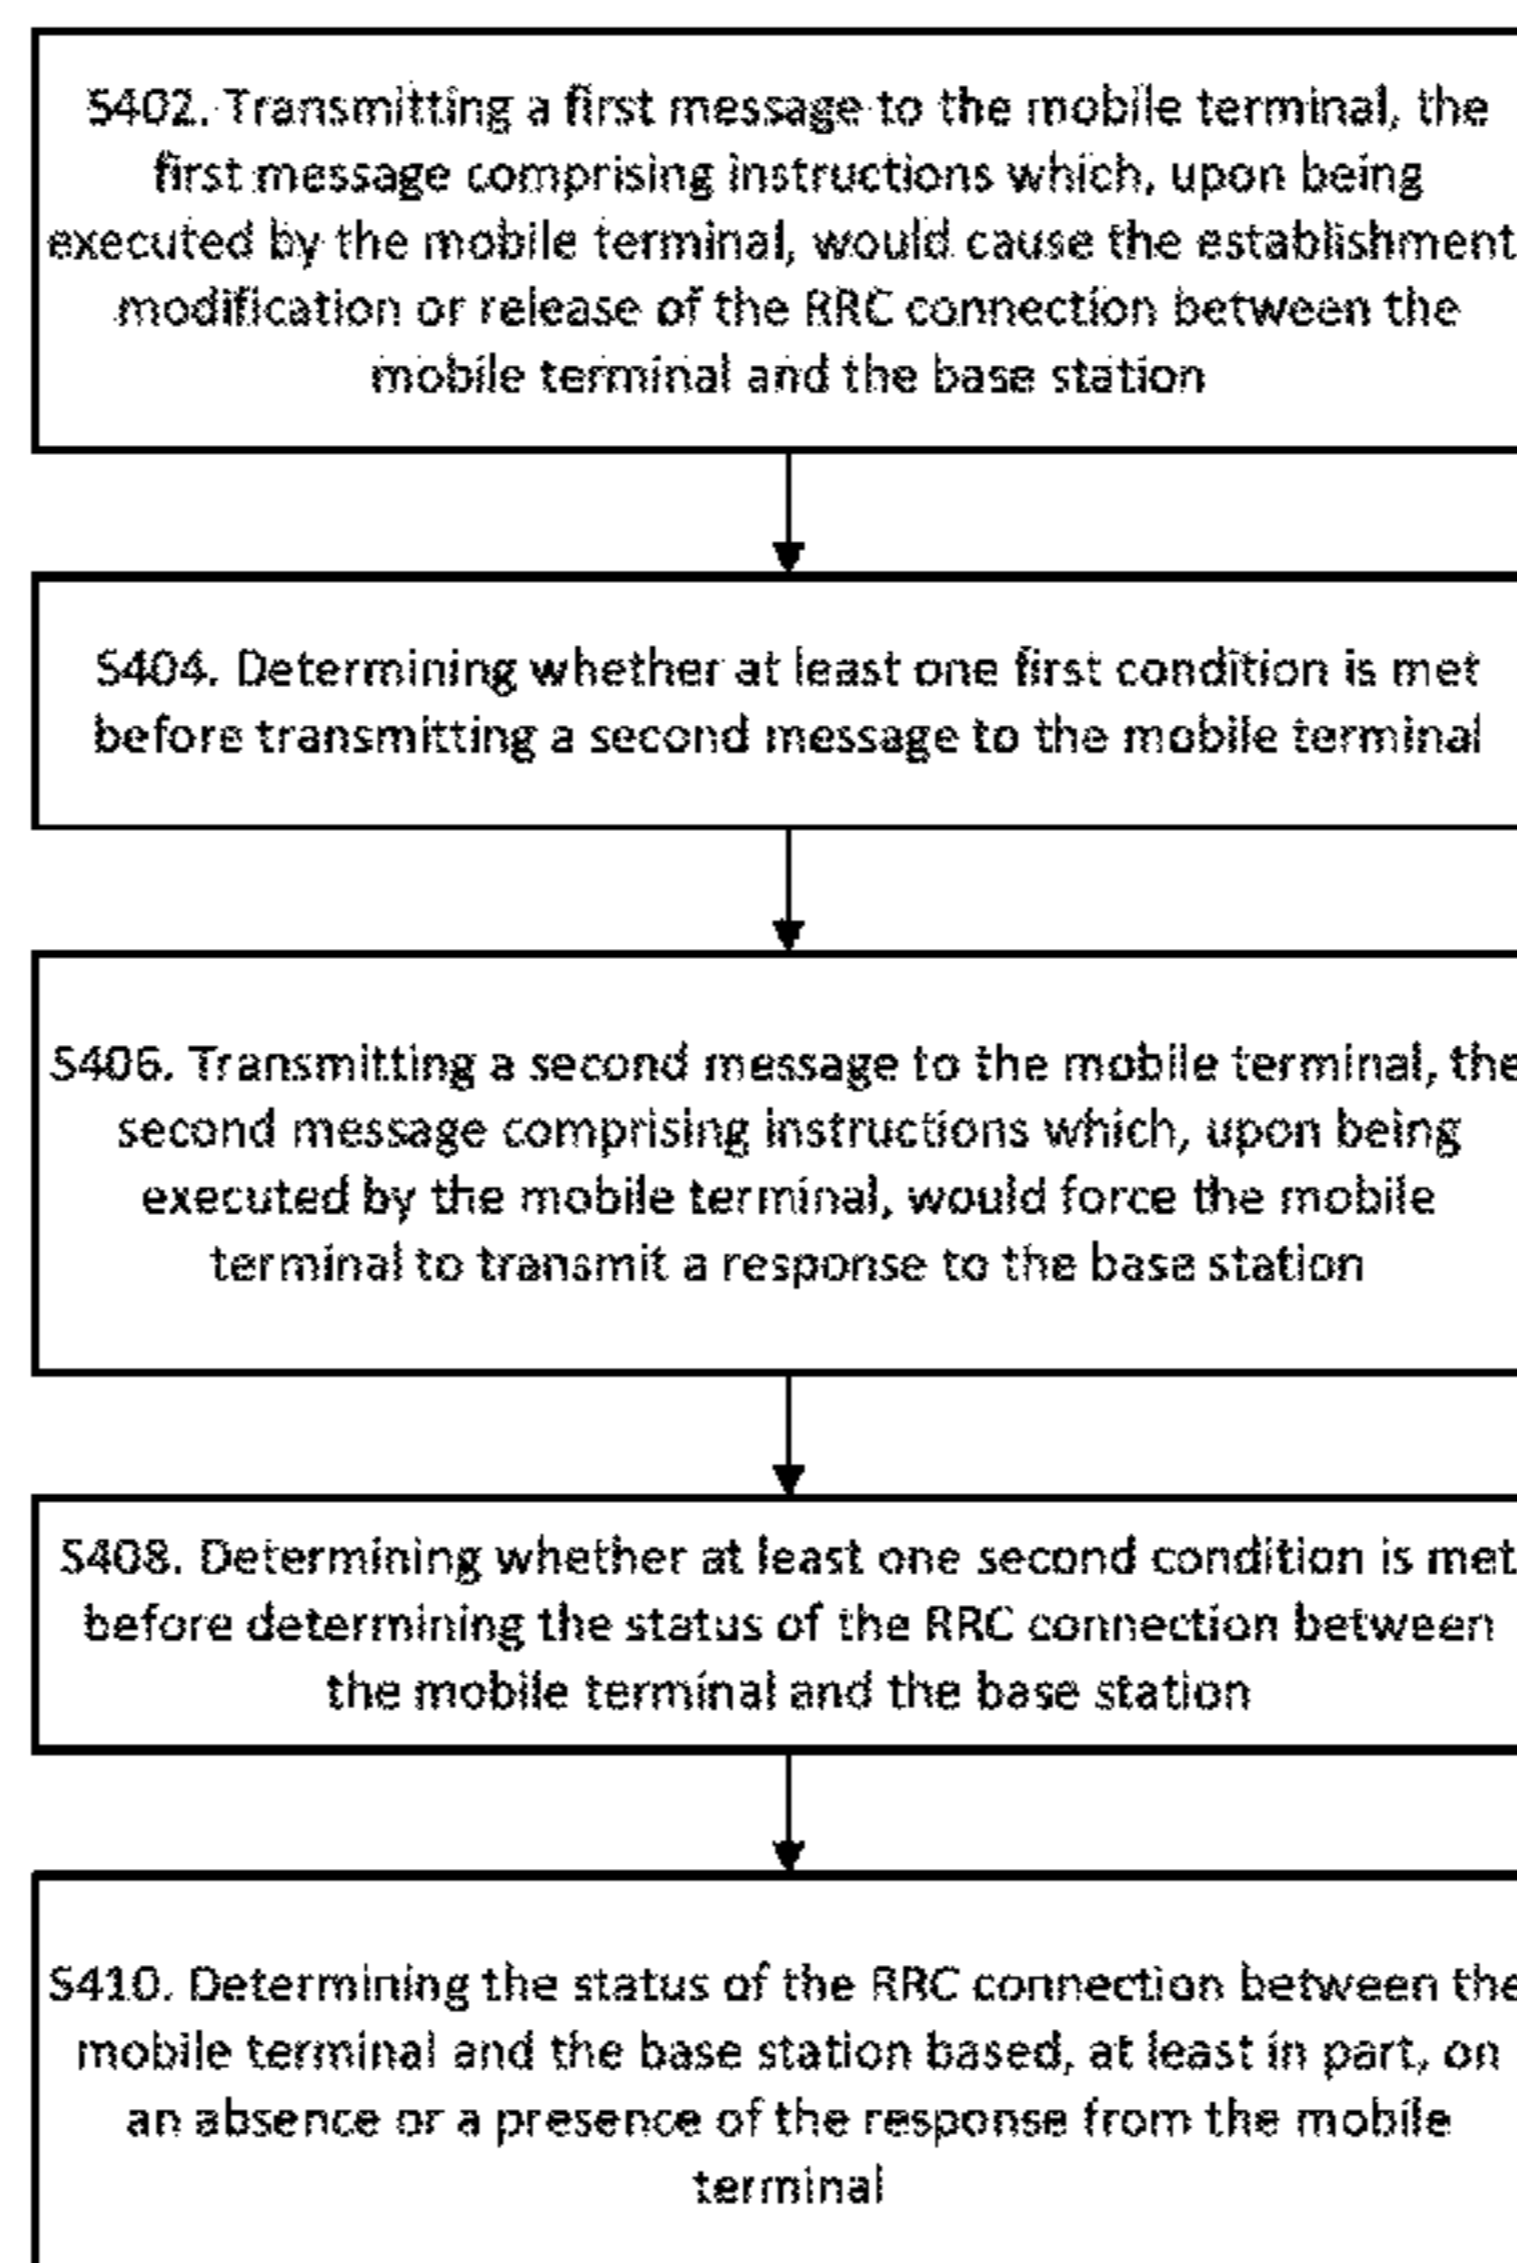 S402. Transmitting a first message to the mobile terminal, the
first message comprising instructions which, upon being
executed by the mobile terminal, would cause the establishment
modification or release of the RRC connection between the
mobile terminal and the base station
S404. Determining whether at least one first condition is met
before transmitting a second message to the mobile terminal
S406. Transmitting a second message to the mobile terminal, the
second message comprising instructions which, upon being
executed by the mobile terminal, would force the mobile
terminal to transmit a response to the base station
S408. Determining whether at least one second condition is met
before determining the status of the RRC connection between
the mobile terminal and the base station
S410. Determining the status of the RRC connection between the
mobile terminal and the base station based, at least in part, on
an absence or a presence of the response from the mobile
terminal